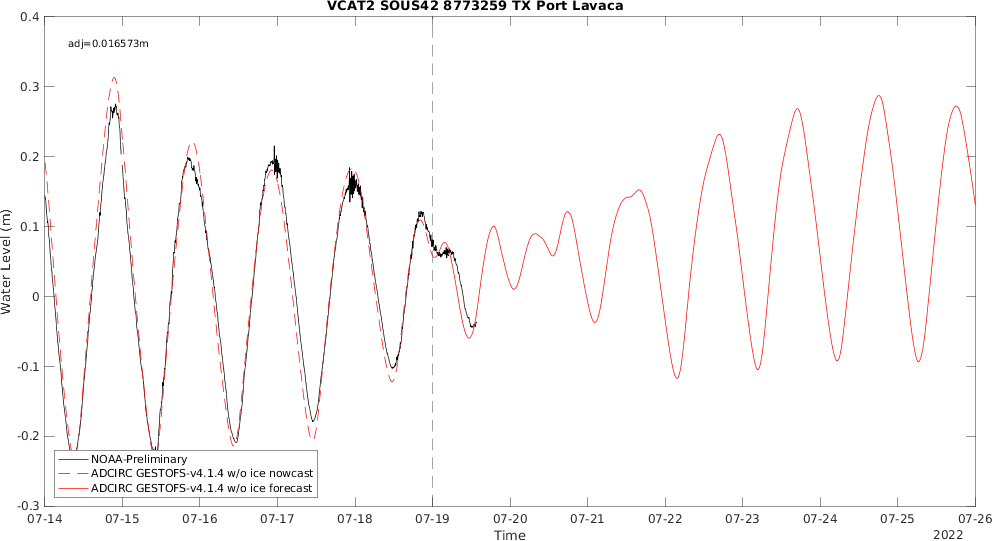 VCAT2 SOUS42 8773259 TX Port Lavaca
adj=0.016573m
Water Level (m)
0.4
0.3
0.2
0.1
0
-0.1
-0.2
-0.3
NOAA-Preliminary
ADCIRC GESTOFS-v4.1.4 w/o ice nowcast
ADCIRC GESTOFS-v4.1.4 w/o ice forecast
07-14 07-15 07-16 07-17 07-18 07-19 07-20 07-21 07-22 07-23 07-24 07-25 07-26
Time
2022